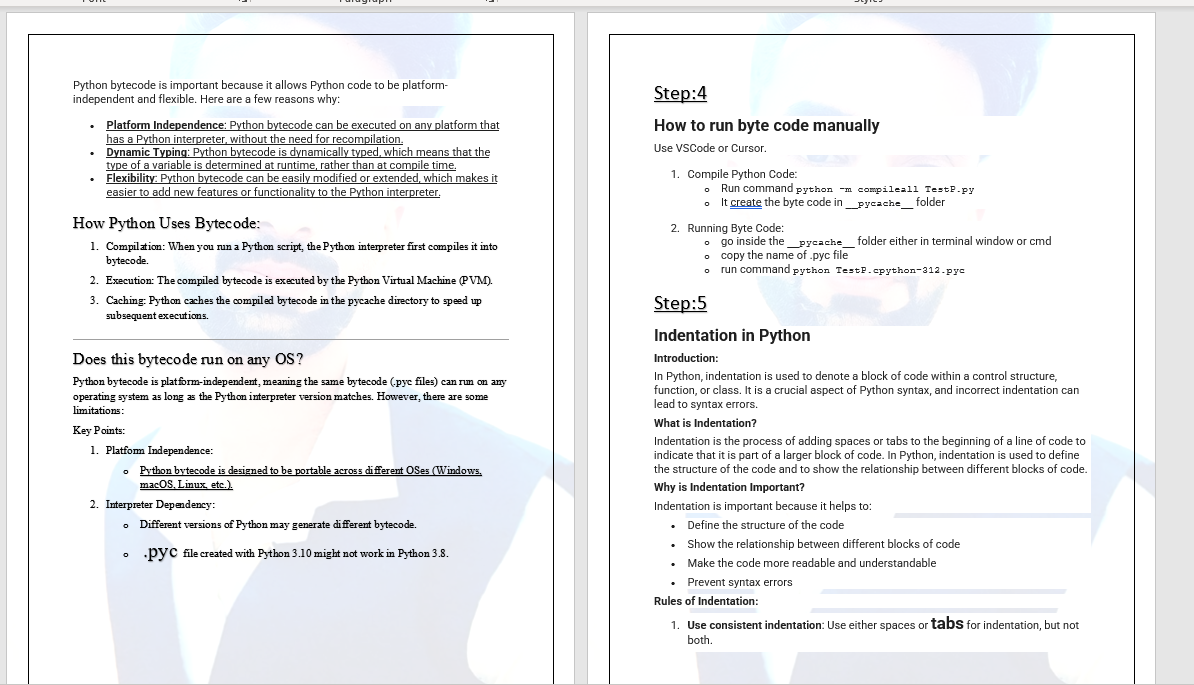 Font
Paragraph
Styles
Python bytecode is important because it allows Python code to be platform-
independent and flexible. Here are a few reasons why:
• Platform Independence: Python bytecode can be executed on any platform that
has a Python interpreter, without the need for recompilation.
• Dynamic Typing: Python bytecode is dynamically typed, which means that the
type of a variable is determined at runtime, rather than at compile time.
• Flexibility: Python bytecode can be easily modified or extended, which makes it
easier to add new features or functionality to the Python interpreter.
How Python Uses Bytecode:
1. Compilation: When you run a Python script, the Python interpreter first compiles it into
bytecode.
2. Execution: The compiled bytecode is executed by the Python Virtual Machine (PVM).
3. Caching: Python caches the compiled bytecode in the pycache directory to speed up
subsequent executions.
Does this bytecode run on any OS?
Python bytecode is platform-independent, meaning the same bytecode (.pyc files) can run on any
operating system as long as the Python interpreter version matches. However, there are some
limitations:
Key Points:
1. Platform Independence:
o Python bytecode is designed to be portable across different OSes (Windows,
macOS, Linux, etc.).
2. Interpreter Dependency:
o Different versions of Python may generate different bytecode.
o .pyc file created with Python 3.10 might not work in Python 3.8.
Step:4
How to run byte code manually
Use VSCode or Cursor.
1. Compile Python Code:
o Run command python -m compileall TestP.py
o It create the byte code in __pycache__ folder
2. Running Byte Code:
o go inside the __pycache__ folder either in terminal window or cmd
o copy the name of .pyc file
o run command python TestP.cpython-312.pyc
Step:5
Indentation in Python
Introduction:
In Python, indentation is used to denote a block of code within a control structure,
function, or class. It is a crucial aspect of Python syntax, and incorrect indentation can
lead to syntax errors.
What is Indentation?
Indentation is the process of adding spaces or tabs to the beginning of a line of code to
indicate that it is part of a larger block of code. In Python, indentation is used to define
the structure of the code and to show the relationship between different blocks of code.
Why is Indentation Important?
Indentation is important because it helps to:
• Define the structure of the code
• Show the relationship between different blocks of code
• Make the code more readable and understandable
• Prevent syntax errors
Rules of Indentation:
1. Use consistent indentation: Use either spaces or tabs for indentation, but not
both.